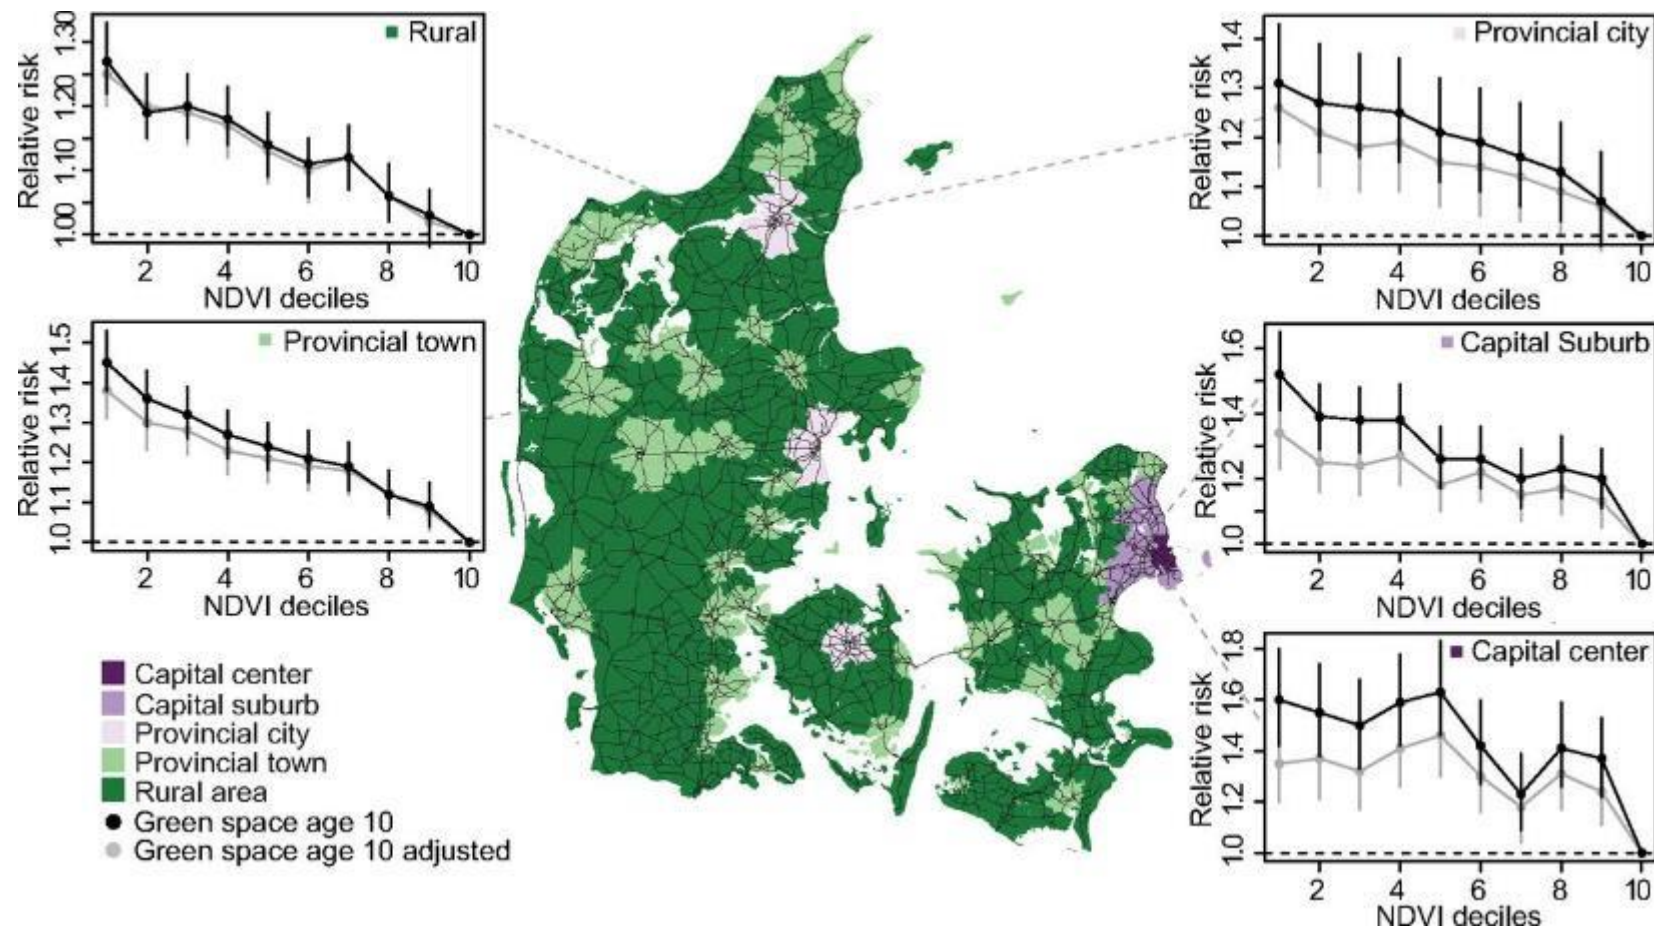 Rural
Relative risk
1.00 1.10 1.20 1.30
2 4 6 8 10
NDVI deciles
Provincial town
Relative risk
1.0 1.1 1.2 1.3 1.4 1.5
2 4 6 8 10
NDVI deciles
Capital center
Capital suburb
Provincial city
Provincial town
Rural area
Green space age 10
Green space age 10 adjusted
Provincial city
Relative risk
1.0 1.1 1.2 1.3 1.4
2 4 6 8 10
NDVI deciles
Capital Suburb
Relative risk
1.0 1.2 1.4 1.6
2 4 6 8 10
NDVI deciles
Capital center
Relative risk
1.0 1.2 1.4 1.6 1.8
2 4 6 8 10
NDVI deciles